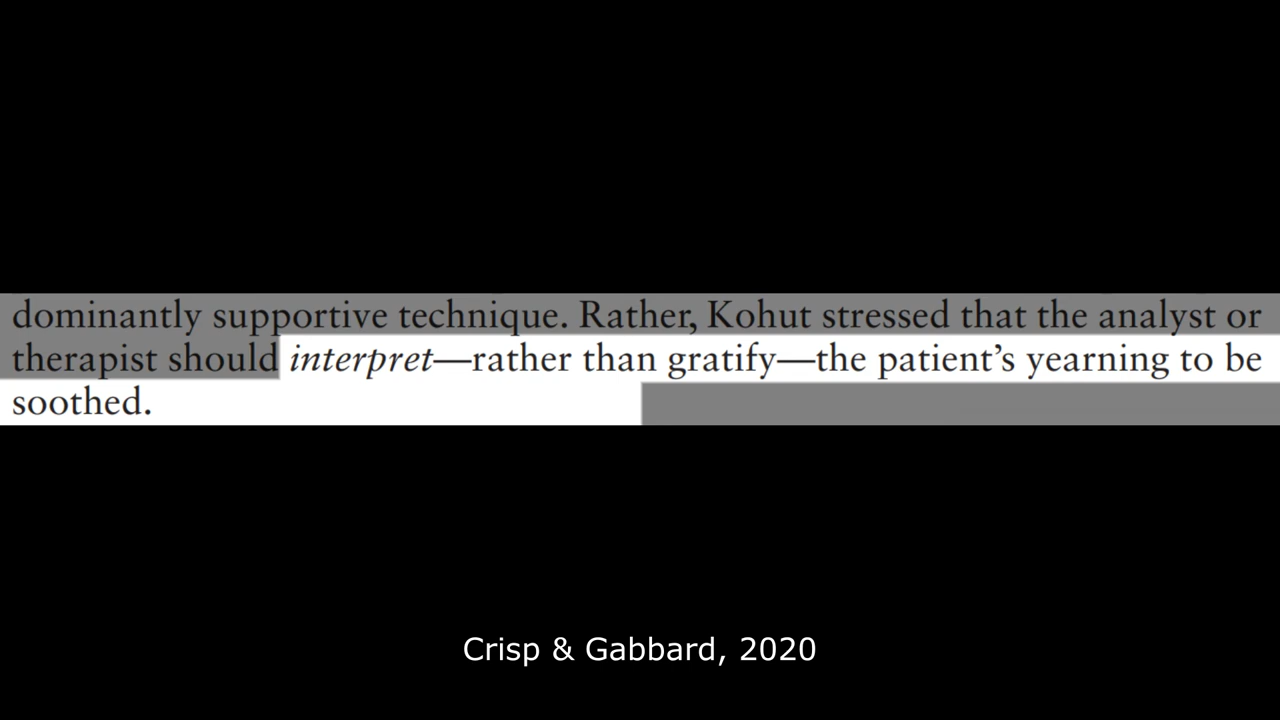 dominantly supportive technique. Rather, Kohut stressed that the analyst or
therapist should interpret—rather than gratify—the patient’s yearning to be
soothed.
Crisp & Gabbard, 2020